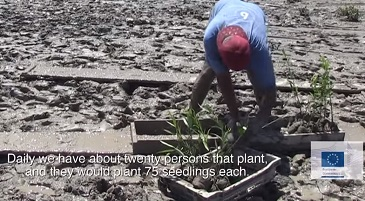 Daily we have about twenty persons that plant.
and they would plant 75 seedlings each.